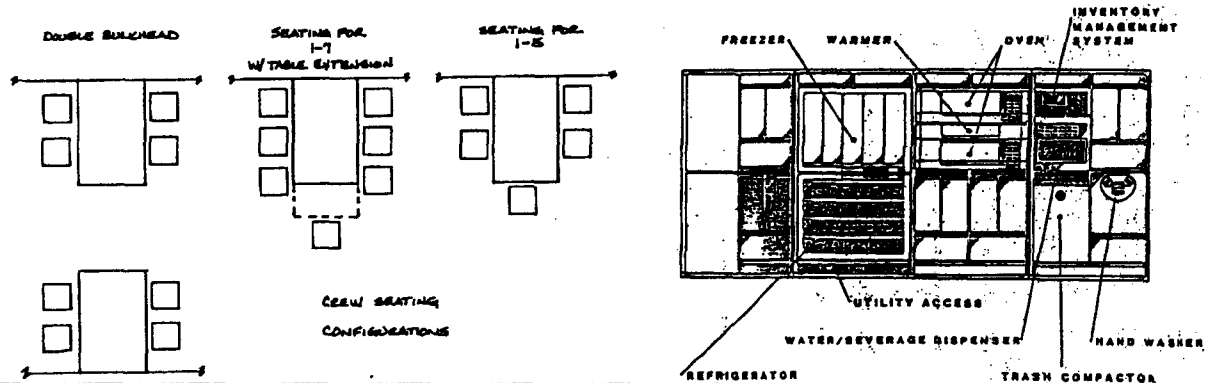 DOUBLE BULKHEAD
SEATING FOR
1-7
W/ TABLE EXTENSION
SEATING FOR
1-5
CREW SEATING
CONFIGURATIONS
FREEZER
WARMER
OVEN
INVENTORY
MANAGEMENT
SYSTEM
UTILITY ACCESS
WATER/BEVERAGE DISPENSER
HAND WASHER
REFRIGERATOR
TRASH COMPACTOR